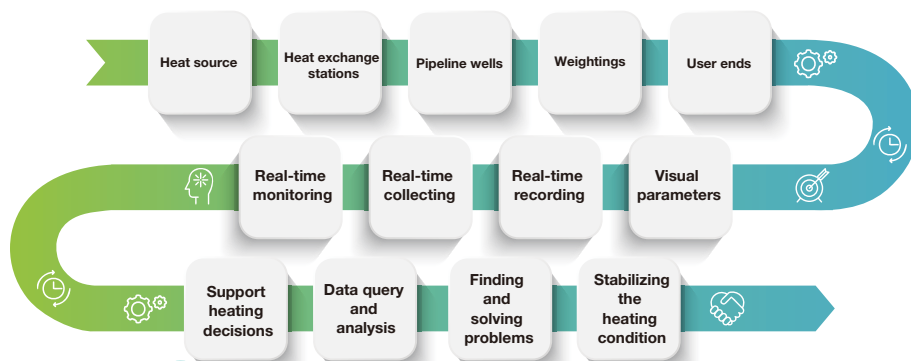 Heat source
Heat exchange
stations
Pipeline wells
Weightings
User ends
Real-time
monitoring
Real-time
collecting
Real-time
recording
Visual
parameters
Support
heating
decisions
Data query
and
analysis
Finding
and
solving
problems
Stabilizing
the
heating
condition